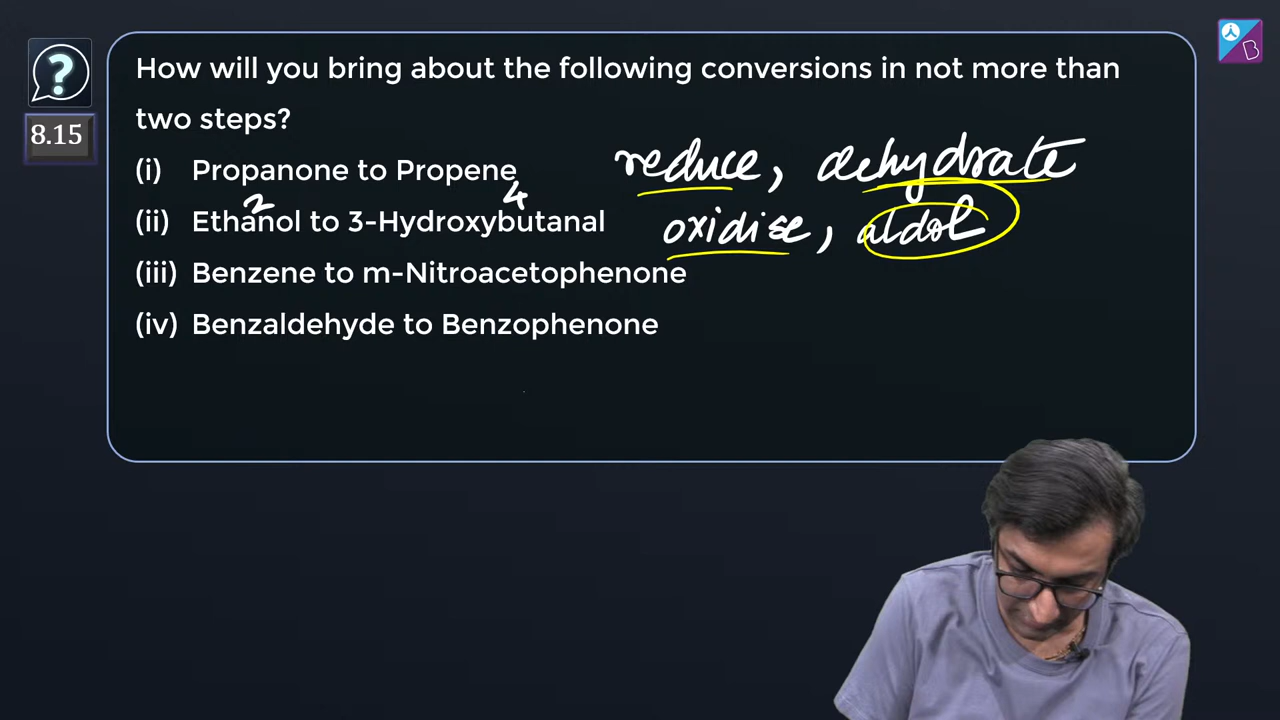 How will you bring about the following conversions in not more than
two steps?
8.15
(i) Propanone to Propene reduce, dehydrate
2 4
(ii) Ethanol to 3-Hydroxybutanal oxidise, aldol
(iii) Benzene to m-Nitroacetophenone
(iv) Benzaldehyde to Benzophenone
B